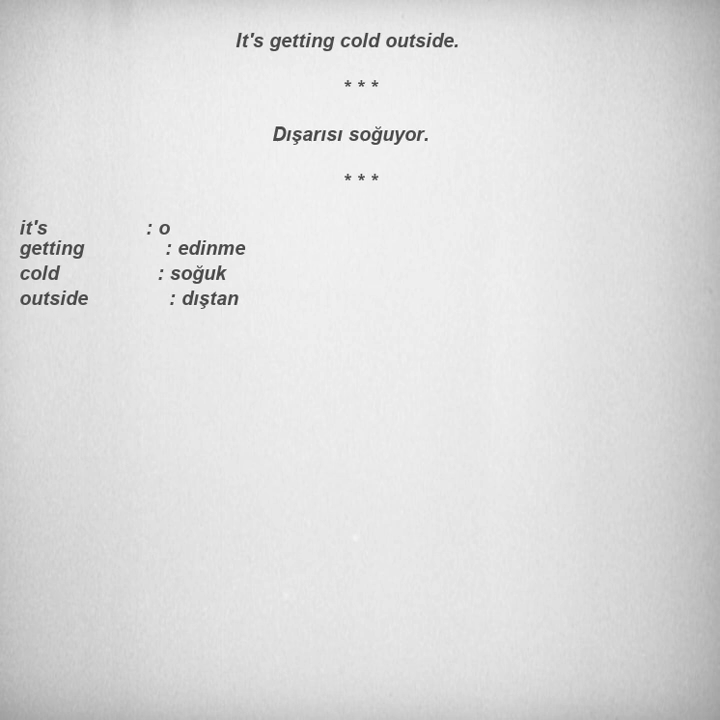 It's getting cold outside.
* * *
Dışarısı soğuyor.
* * *
it's : o
getting : edinme
cold : soğuk
outside : dıştan